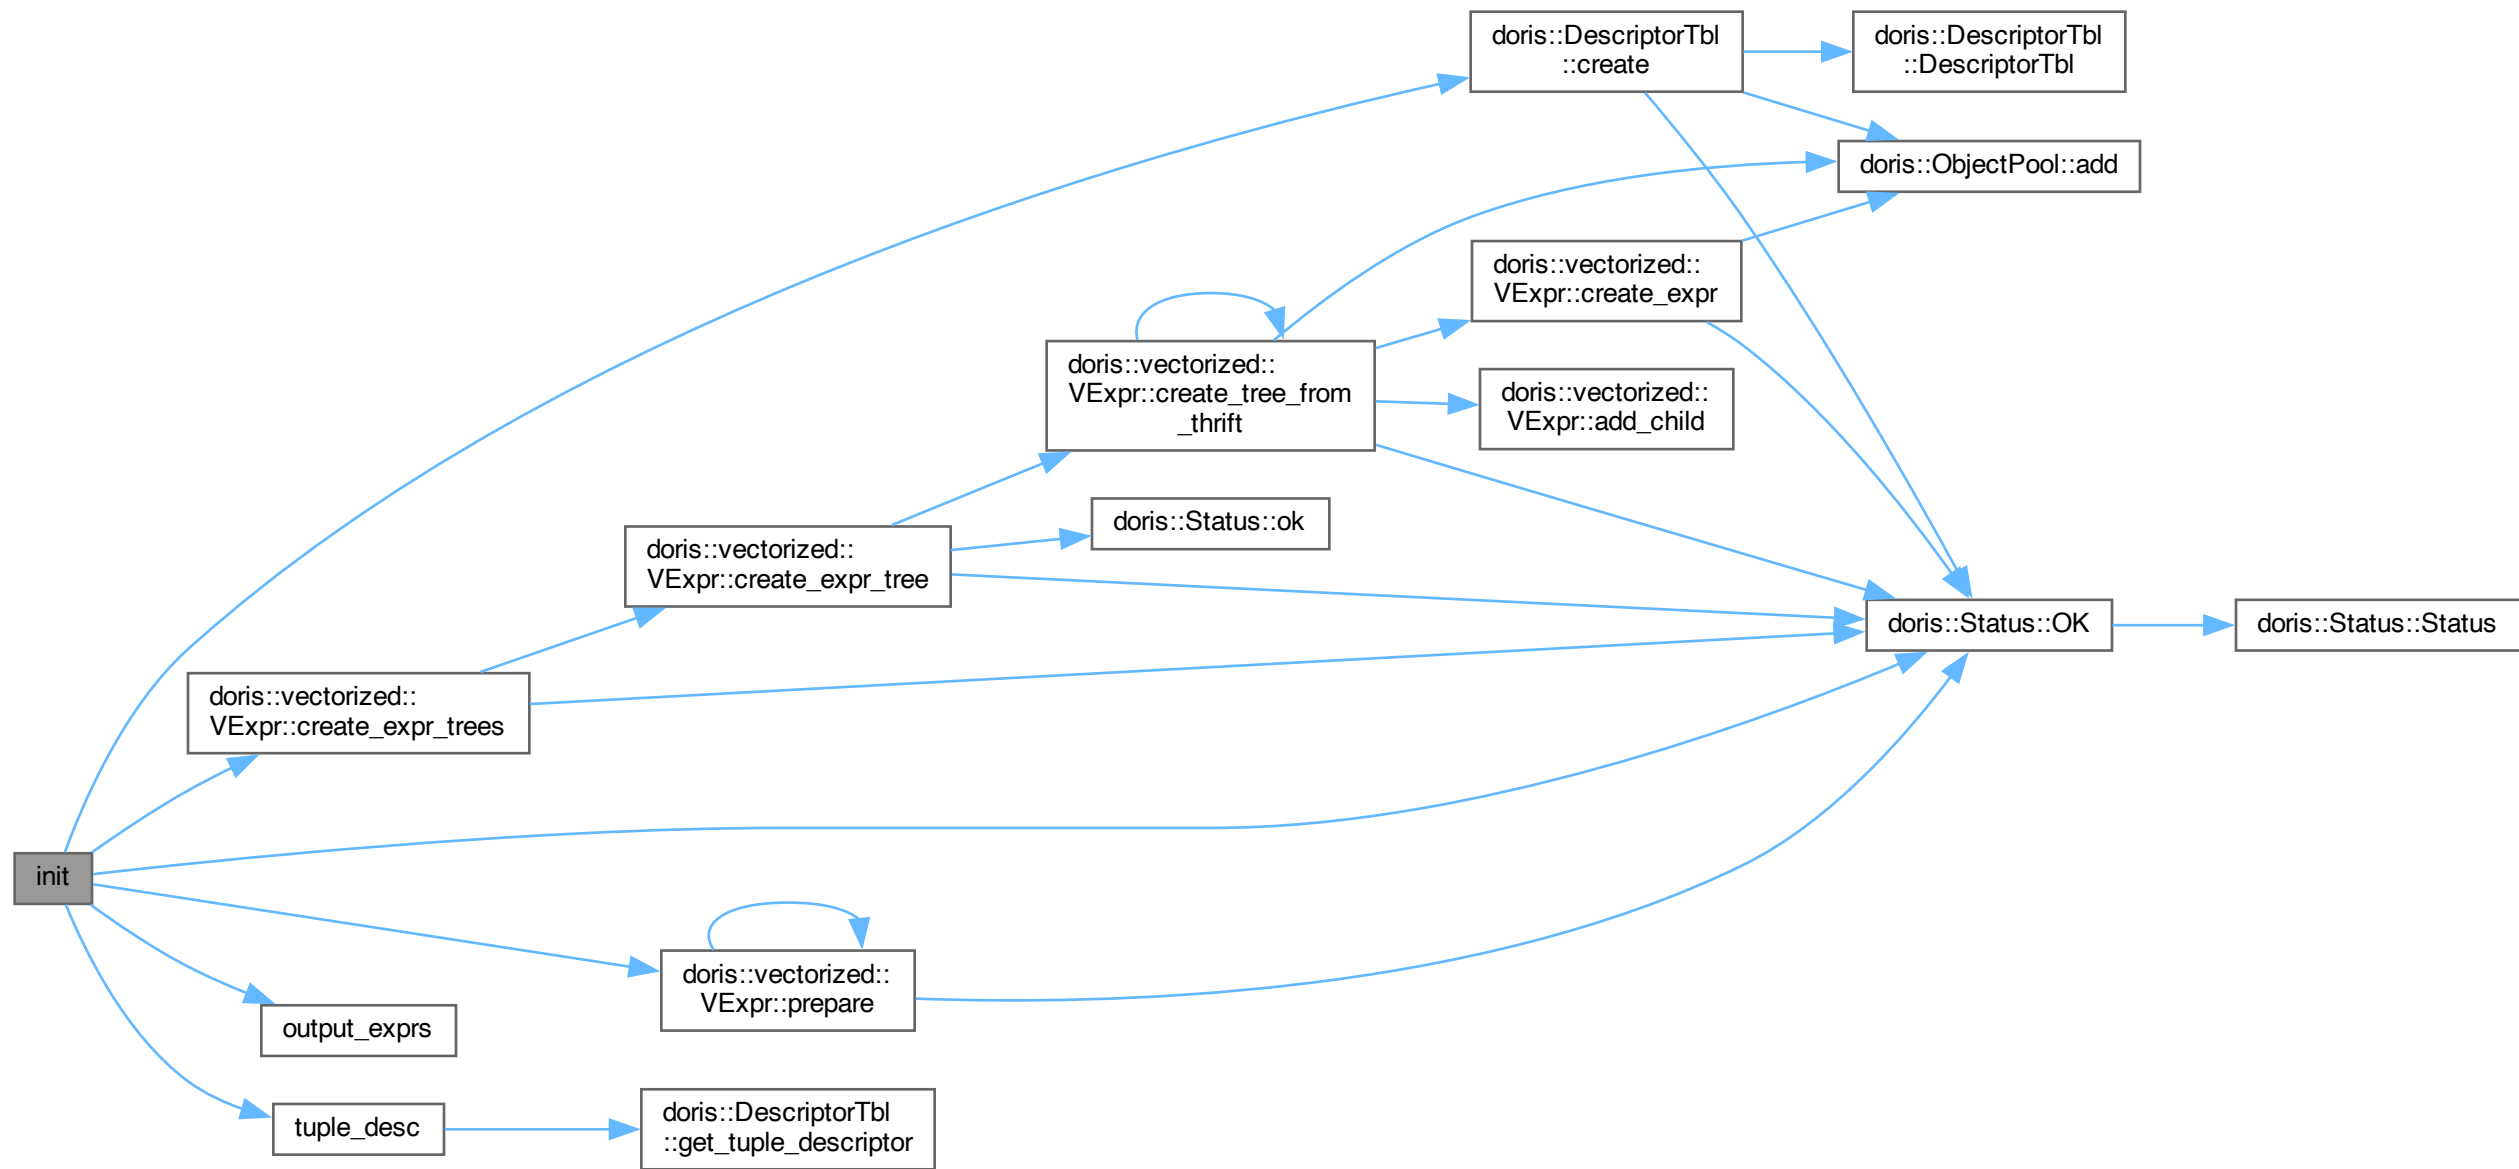 doris::DescriptorTbl
::create
doris::DescriptorTbl
::DescriptorTbl
doris::ObjectPool::add
doris::vectorized::
VExpr::create_expr
doris::vectorized::
VExpr::create_tree_from
_thrift
doris::vectorized::
VExpr::add_child
doris::Status::ok
doris::vectorized::
VExpr::create_expr_tree
doris::Status::OK
doris::Status::Status
doris::vectorized::
VExpr::create_expr_trees
init
doris::vectorized::
VExpr::prepare
output_exprs
tuple_desc
doris::DescriptorTbl
::get_tuple_descriptor